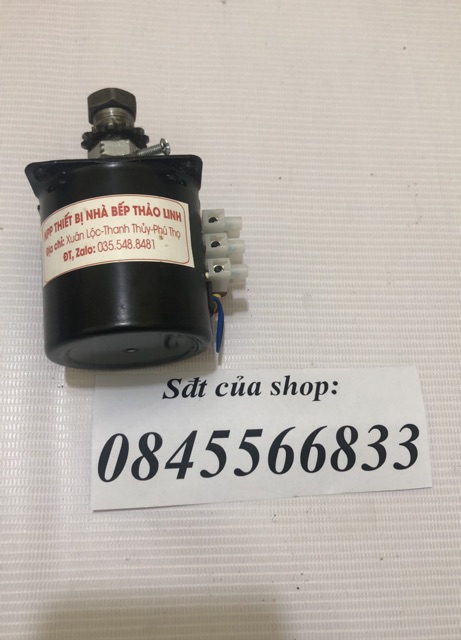 NPP THIẾT BỊ NHÀ BẾP THẢO LINH
Địa chỉ: Xuân Lộc-Thanh Thủy-Phú Thọ
ĐT, Zalo: 035.548.8481
Sđt của shop:
0845566833